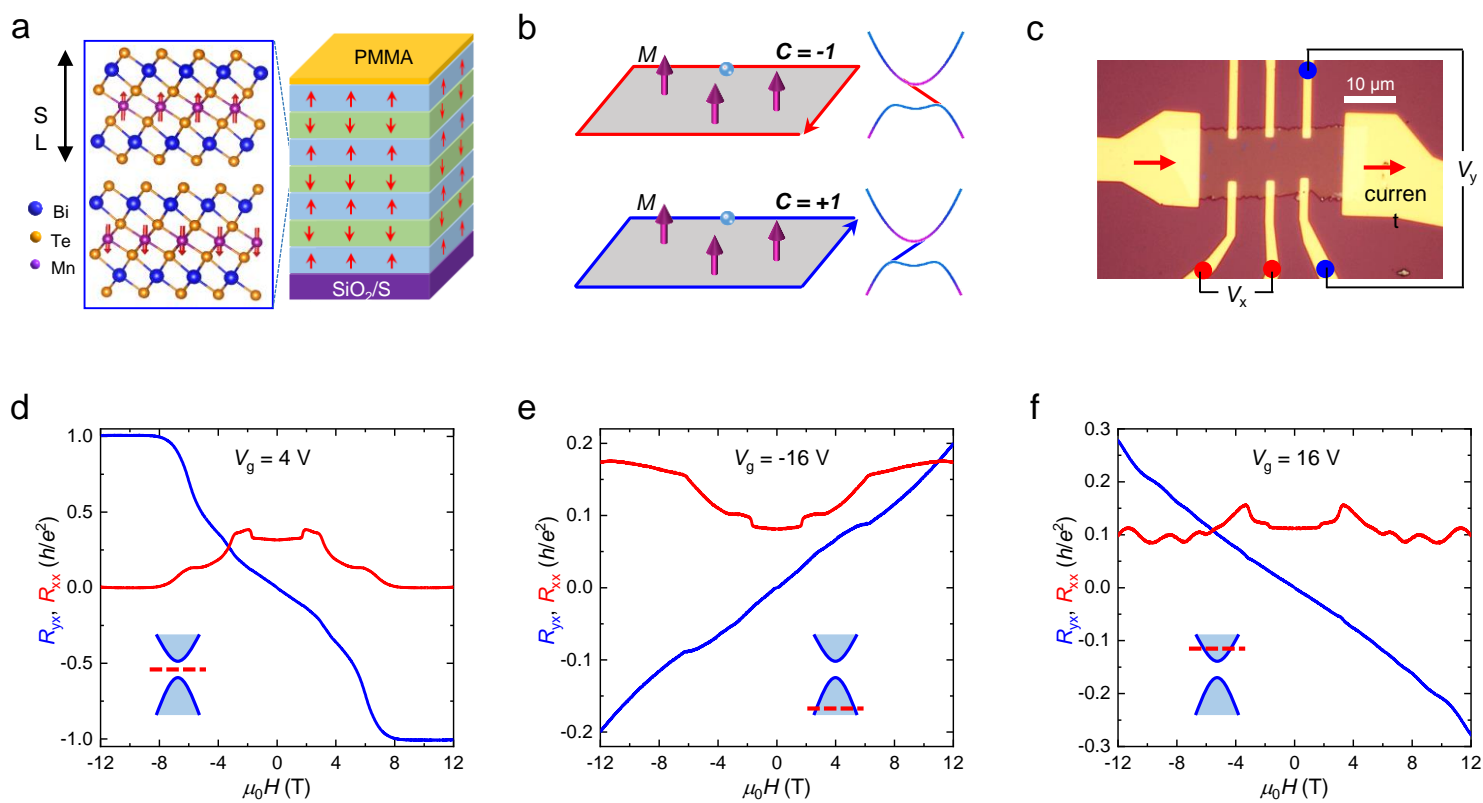 a
S
L
Bi
Te
Mn
PMMA
SiO2/S
b
M
C = -1
M
C = +1
c
10 μm
curren
t
Vx
Vy
d
Ryx, Rxx (h/e2)
1.0
0.5
0.0
-0.5
-1.0
Vg = 4 V
-12 -8 -4 0 4 8 12
μ0H (T)
e
0.2
0.1
0.0
-0.1
-0.2
Vg = -16 V
-12 -8 -4 0 4 8 12
μ0H (T)
f
Ryx, Rxx (h/e2)
0.3
0.2
0.1
0.0
-0.1
-0.2
-0.3
Vg = 16 V
-12 -8 -4 0 4 8 12
μ0H (T)